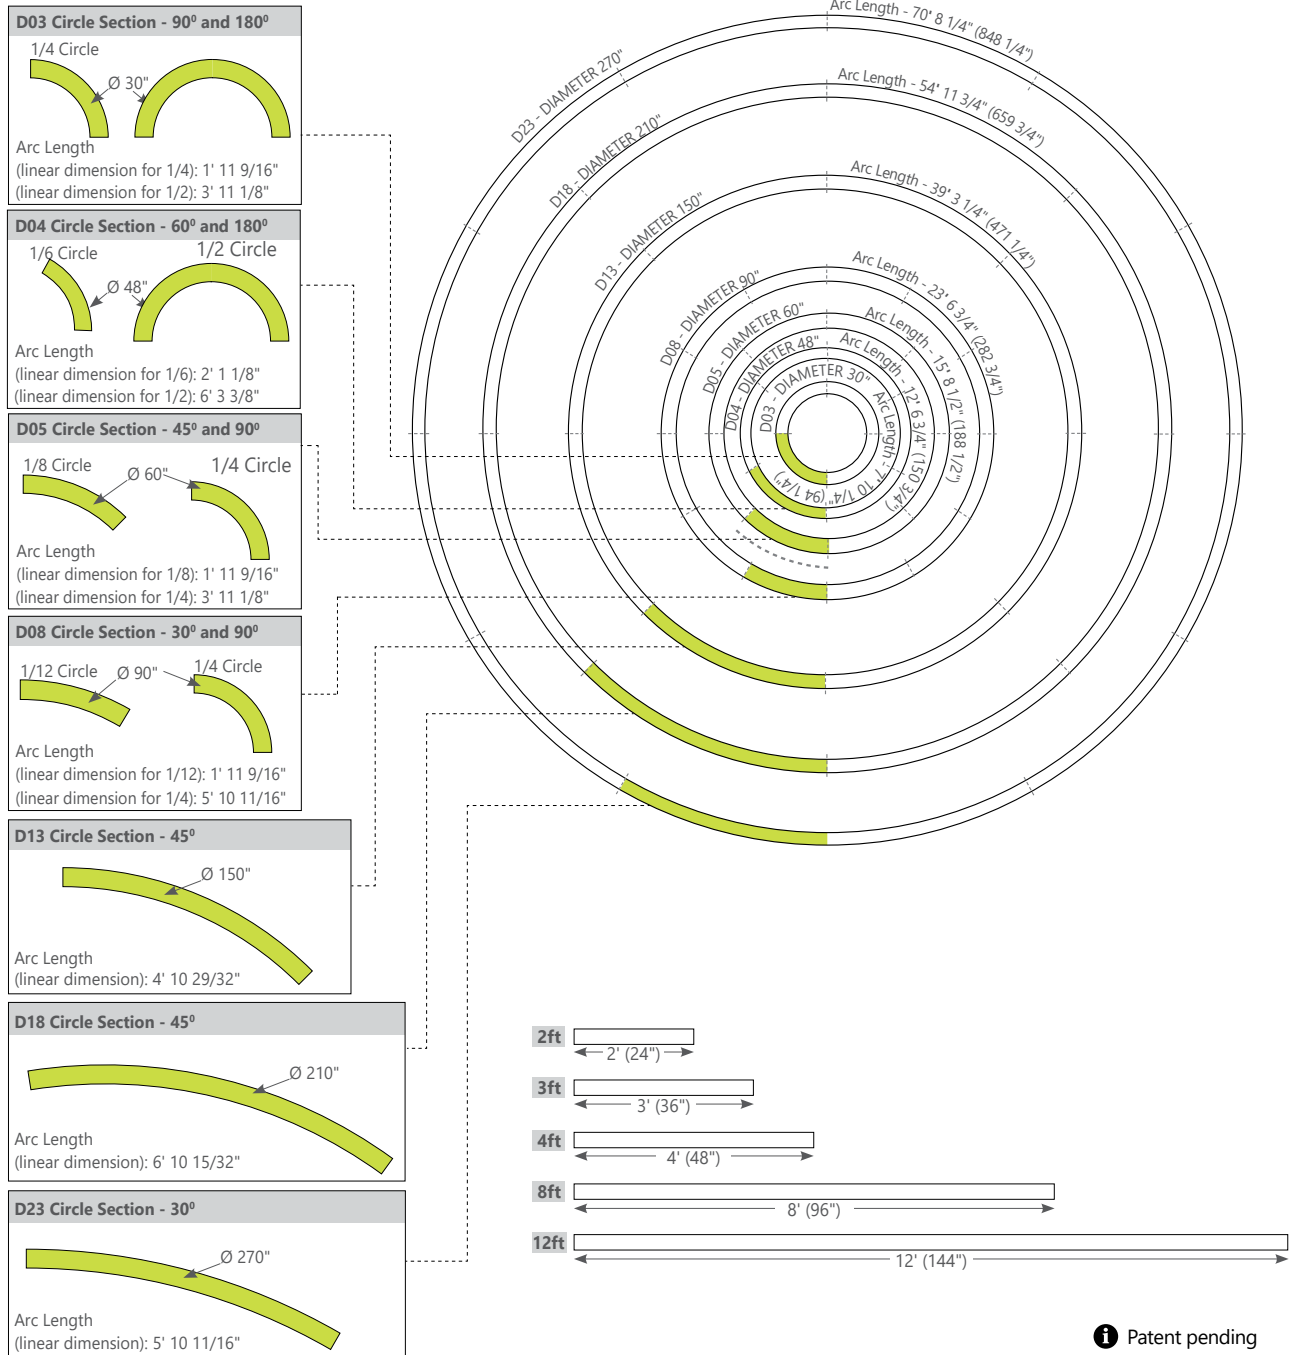 D03 Circle Section - 90⁰ and 180⁰
1/4 Circle
Ø 30"
Arc Length
(linear dimension for 1/4): 1' 11 9/16"
(linear dimension for 1/2): 3' 11 1/8"
D04 Circle Section - 60⁰ and 180⁰
1/6 Circle
1/2 Circle
Ø 48"
Arc Length
(linear dimension for 1/6): 2' 1 1/8"
(linear dimension for 1/2): 6' 3 3/8"
D05 Circle Section - 45⁰ and 90⁰
1/8 Circle
Ø 60"
1/4 Circle
Arc Length
(linear dimension for 1/8): 1' 11 9/16"
(linear dimension for 1/4): 3' 11 1/8"
D08 Circle Section - 30⁰ and 90⁰
1/12 Circle
Ø 90"
1/4 Circle
Arc Length
(linear dimension for 1/12): 1' 11 9/16"
(linear dimension for 1/4): 5' 10 11/16"
D13 Circle Section - 45⁰
Ø 150"
Arc Length
(linear dimension): 4' 10 29/32"
D18 Circle Section - 45⁰
Ø 210"
Arc Length
(linear dimension): 6' 10 15/32"
D23 Circle Section - 30⁰
Ø 270"
Arc Length
(linear dimension): 5' 10 11/16"
D23 - DIAMETER 270"
Arc Length - 70' 8 1/4" (848 1/4")
D18 - DIAMETER 210"
Arc Length - 54' 11 3/4" (659 3/4")
D13 - DIAMETER 150"
Arc Length - 39' 3 1/4" (471 1/4")
D08 - DIAMETER 90"
Arc Length - 23' 6 3/4" (282 3/4")
D05 - DIAMETER 60"
Arc Length - 15' 8 1/2" (188 1/2")
D04 - DIAMETER 48"
Arc Length - 12' 6 3/4" (150 3/4")
D03 - DIAMETER 30"
Arc Length - 7' 10 1/4" (94 1/4")
2ft
2' (24")
3ft
3' (36")
4ft
4' (48")
8ft
8' (96")
12ft
12' (144")
i Patent pending